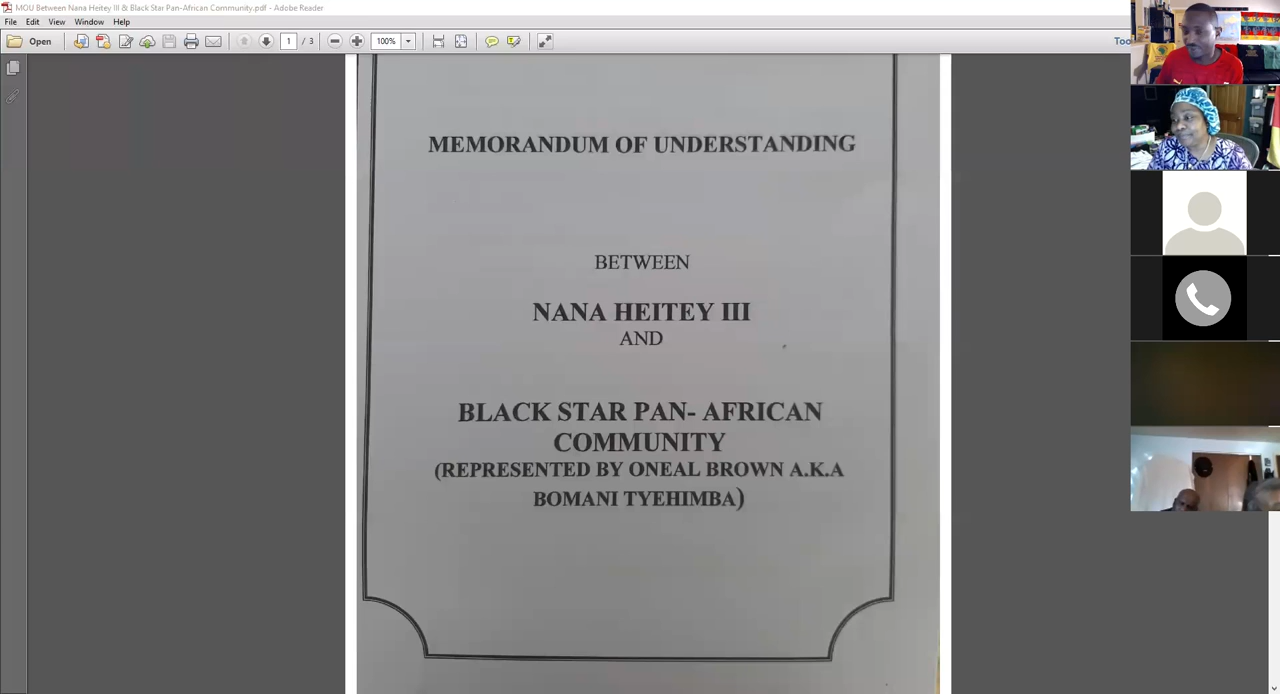 MOU Between Nana Heitey III & Black Star Pan-African Community.pdf - Adobe Reader
File Edit View Window Help
Open 1 / 3 100%
MEMORANDUM OF UNDERSTANDING
BETWEEN
NANA HEITEY III
AND
BLACK STAR PAN- AFRICAN
COMMUNITY
(REPRESENTED BY ONEAL BROWN A.K.A
BOMANI TYEHIMBA)